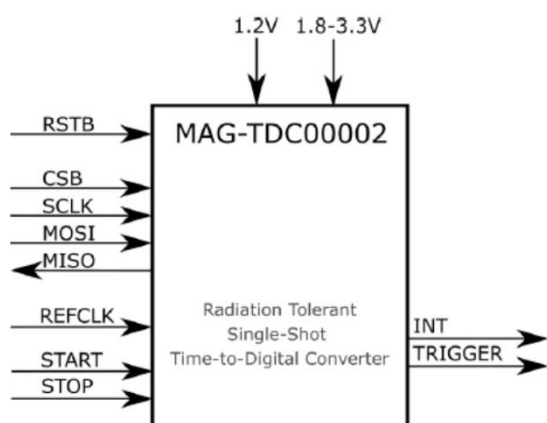 1.2V 1.8-3.3V
RSTB
MAG-TDC00002
CSB
SCLK
MOSI
MISO
REFCLK
Radiation Tolerant
Single-Shot
Time-to-Digital Converter
START
STOP
INT
TRIGGER